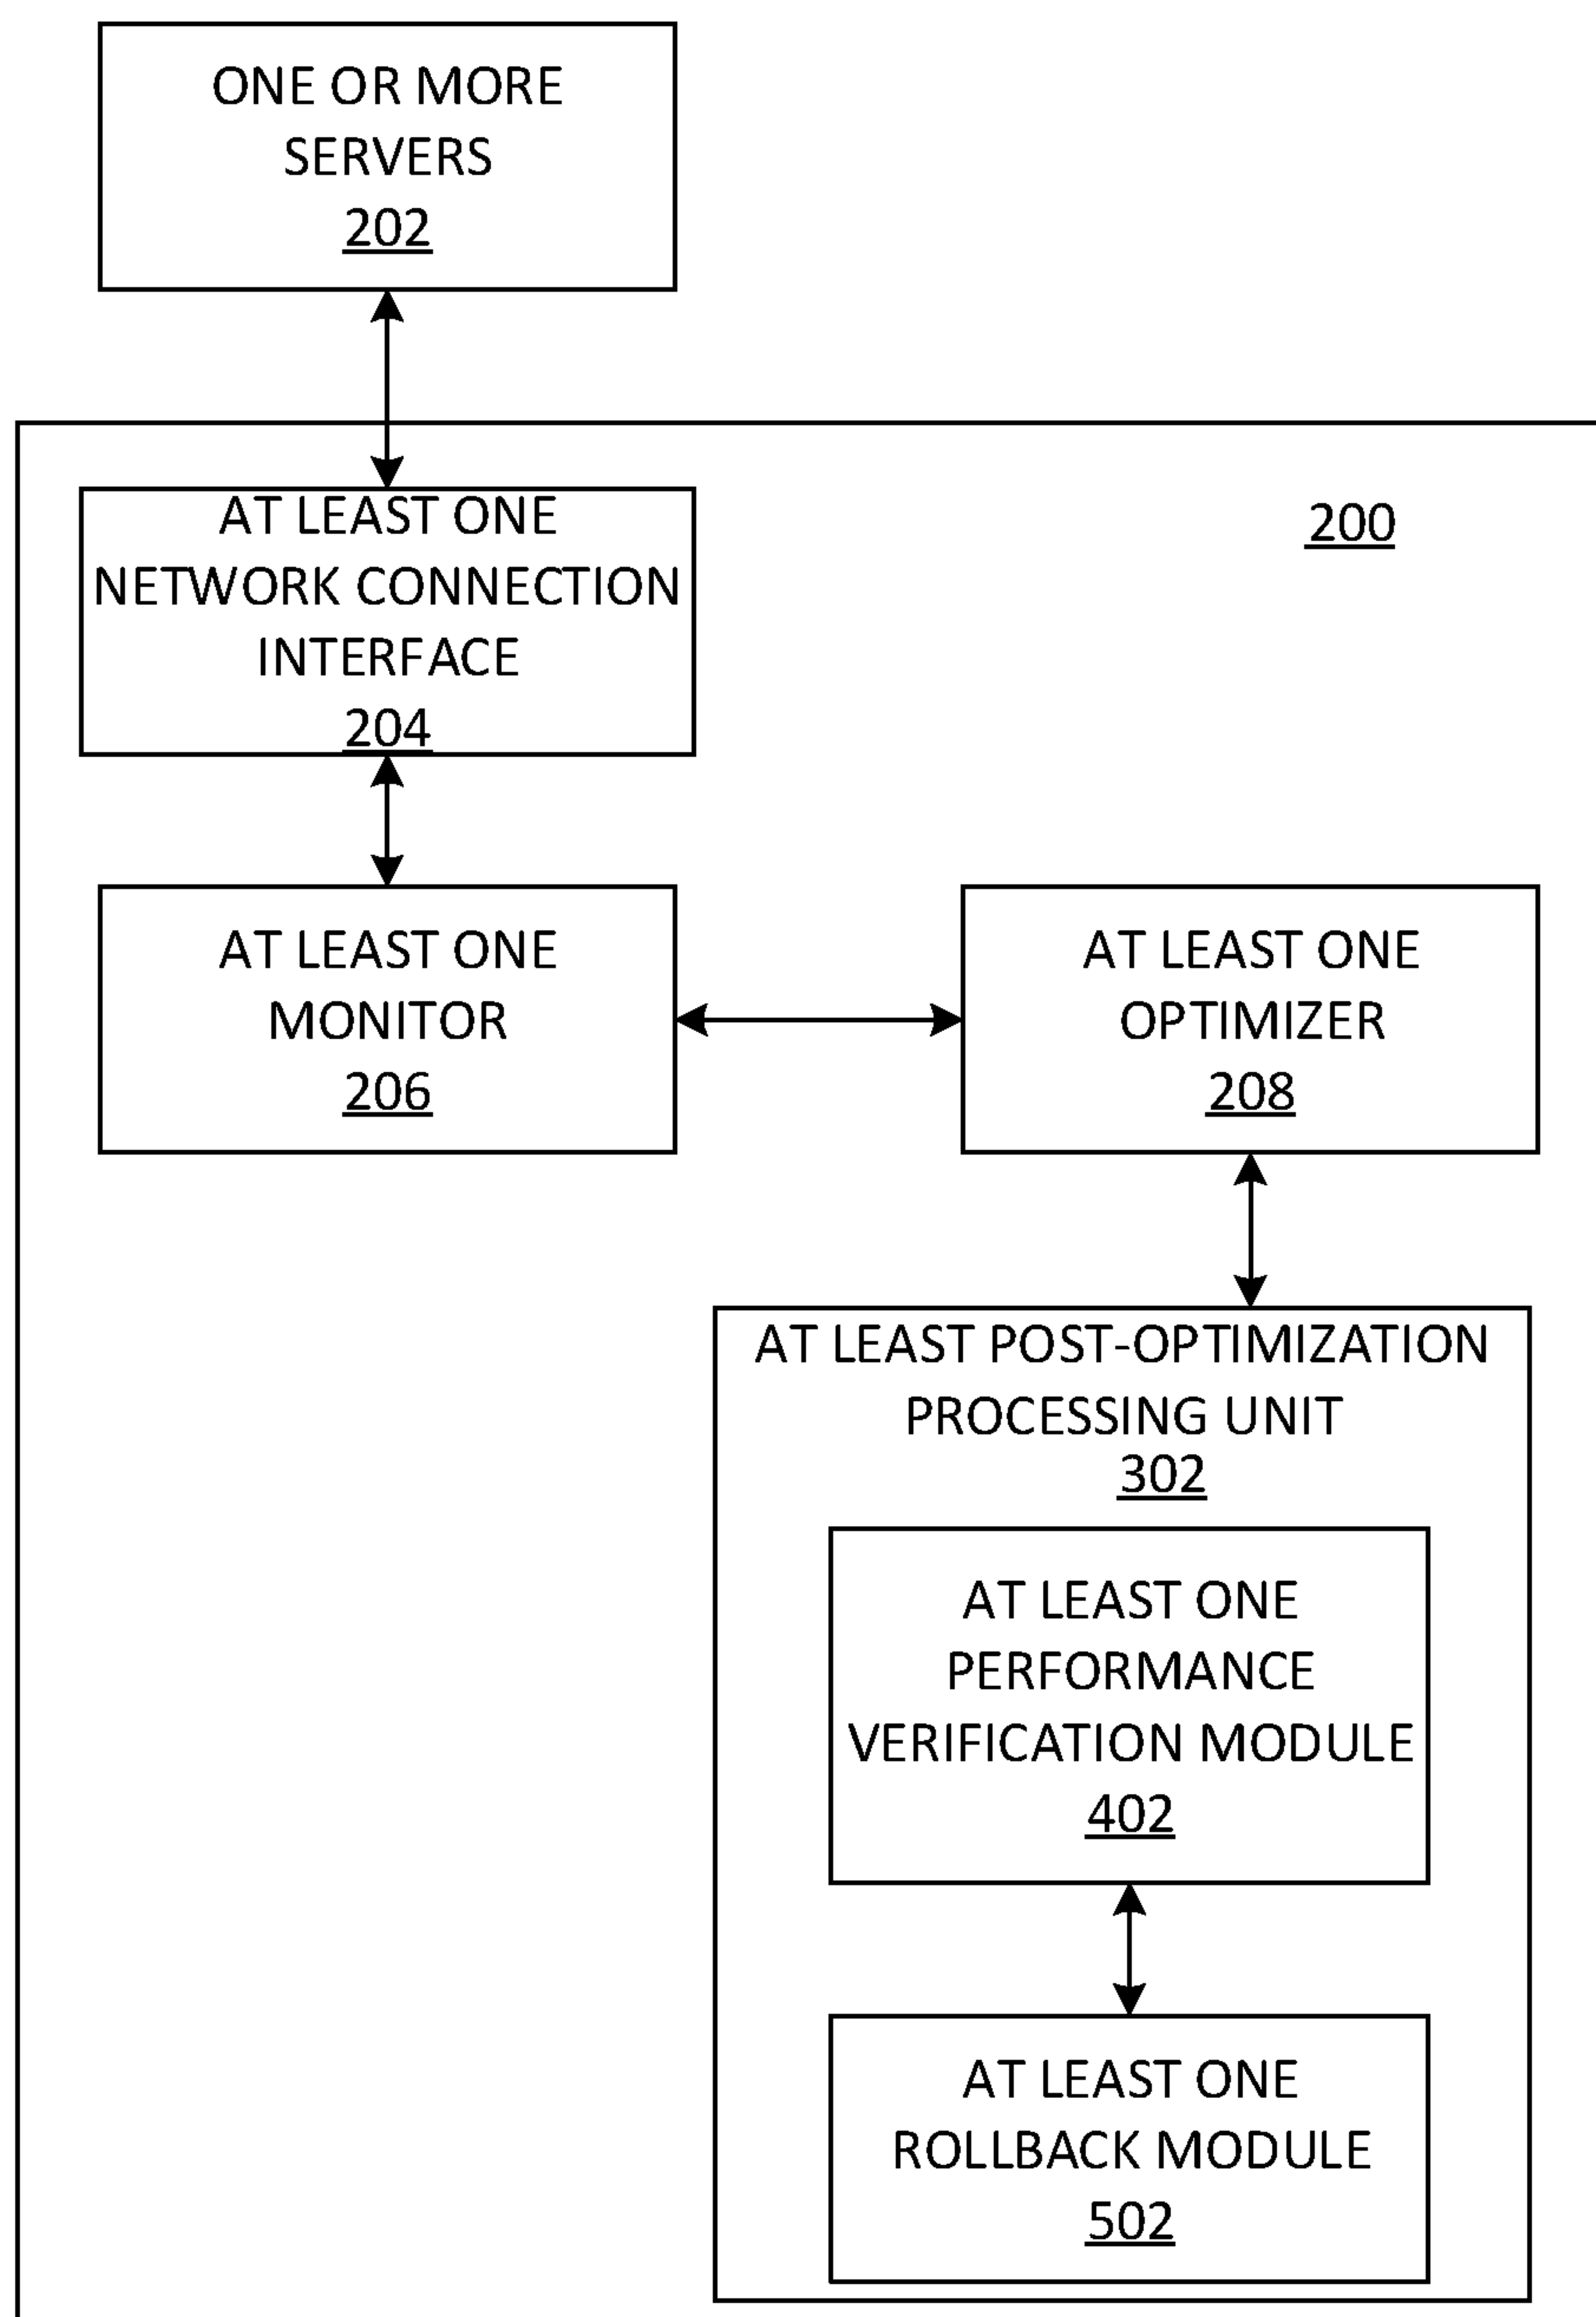 ONE OR MORE
SERVERS
202
200
AT LEAST ONE
NETWORK CONNECTION
INTERFACE
204
AT LEAST ONE
MONITOR
206
AT LEAST ONE
OPTIMIZER
208
AT LEAST POST-OPTIMIZATION
PROCESSING UNIT
302
AT LEAST ONE
PERFORMANCE
VERIFICATION MODULE
402
AT LEAST ONE
ROLLBACK MODULE
502